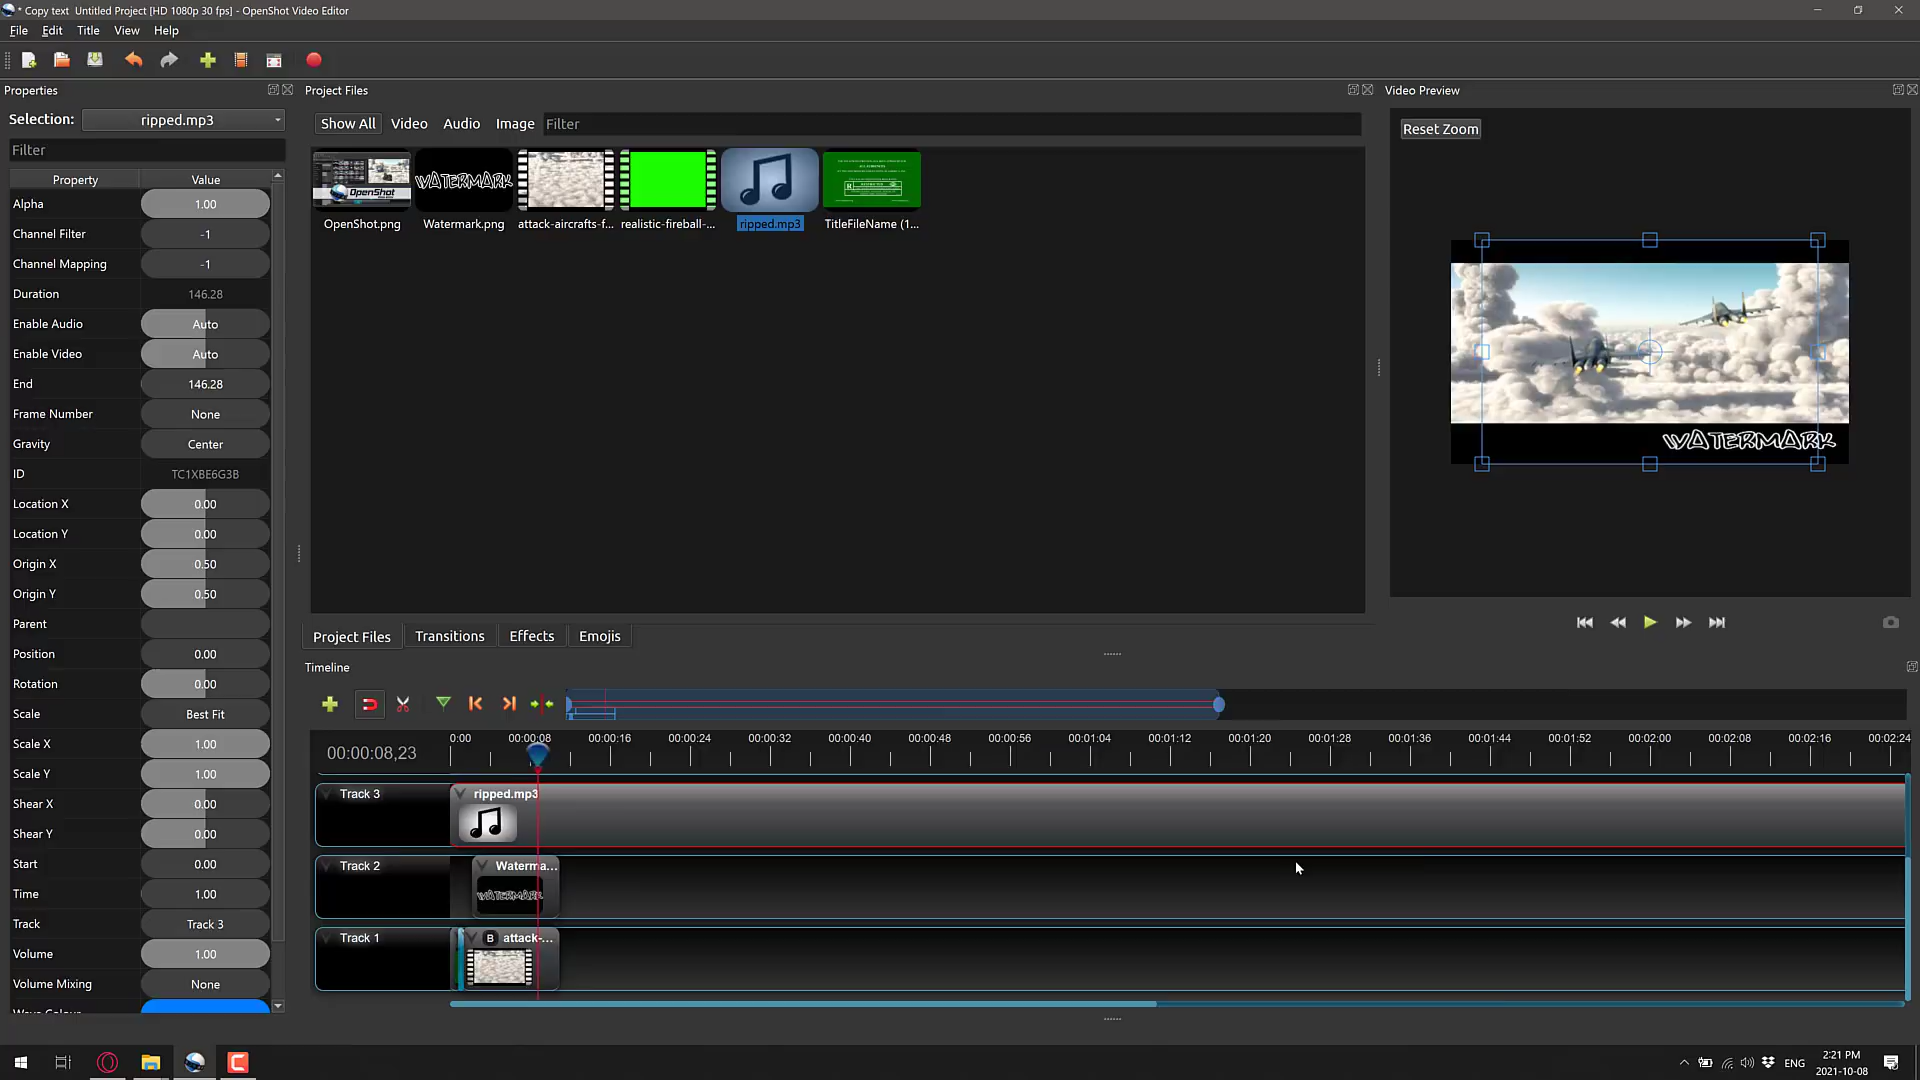 * Copy text  Untitled Project [HD 1080p 30 fps] - OpenShot Video Editor
File Edit Title View Help
Properties
Selection: ripped.mp3
Filter
Property Value
Alpha 1.00
Channel Filter -1
Channel Mapping -1
Duration 146.28
Enable Audio Auto
Enable Video Auto
End 146.28
Frame Number None
Gravity Center
ID TC1XBE6G3B
Location X 0.00
Location Y 0.00
Origin X 0.50
Origin Y 0.50
Parent
Position 0.00
Rotation 0.00
Scale Best Fit
Scale X 1.00
Scale Y 1.00
Shear X 0.00
Shear Y 0.00
Start 0.00
Time 1.00
Track Track 3
Volume 1.00
Volume Mixing None
Project Files
Show All Video Audio Image Filter
OpenShot
WATERMARK
OpenShot.png Watermark.png attack-aircrafts-f... realistic-fireball-... ripped.mp3 TitleFileName (1...
Project Files Transitions Effects Emojis
Video Preview
Reset Zoom
WATERMARK
Timeline
00:00:08,23
0:00 00:00:08 00:00:16 00:00:24 00:00:32 00:00:40 00:00:48 00:00:56 00:01:04 00:01:12 00:01:20 00:01:28 00:01:36 00:01:44 00:01:52 00:02:00 00:02:08 00:02:16 00:02:24
Track 3 ripped.mp3
Track 2 Waterma...
WATERMARK
Track 1 B attack-...
ENG
2:21 PM
2021-10-08